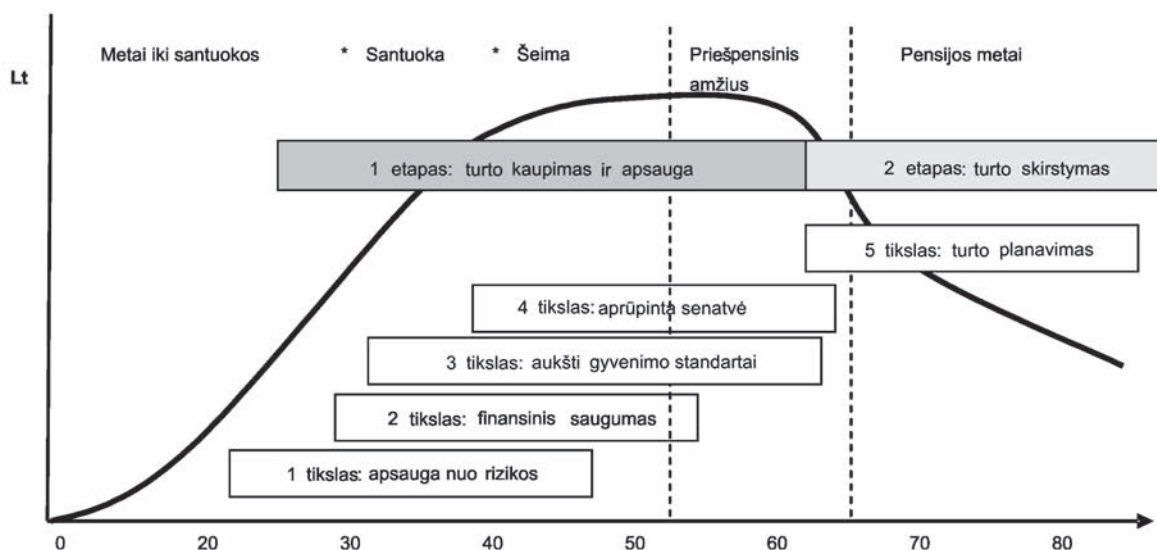 Metai iki santuokos * Santuoka * Šeima Priešpensinis Pensijos metai
amžius
Lt
1 etapas: turto kaupimas ir apsauga 2 etapas: turto skirstymas
5 tikslas: turto planavimas
4 tikslas: aprūpinta senatvė
3 tikslas: aukšti gyvenimo standartai
2 tikslas: finansinis saugumas
1 tikslas: apsauga nuo rizikos
0 20 30 40 50 60 70 80